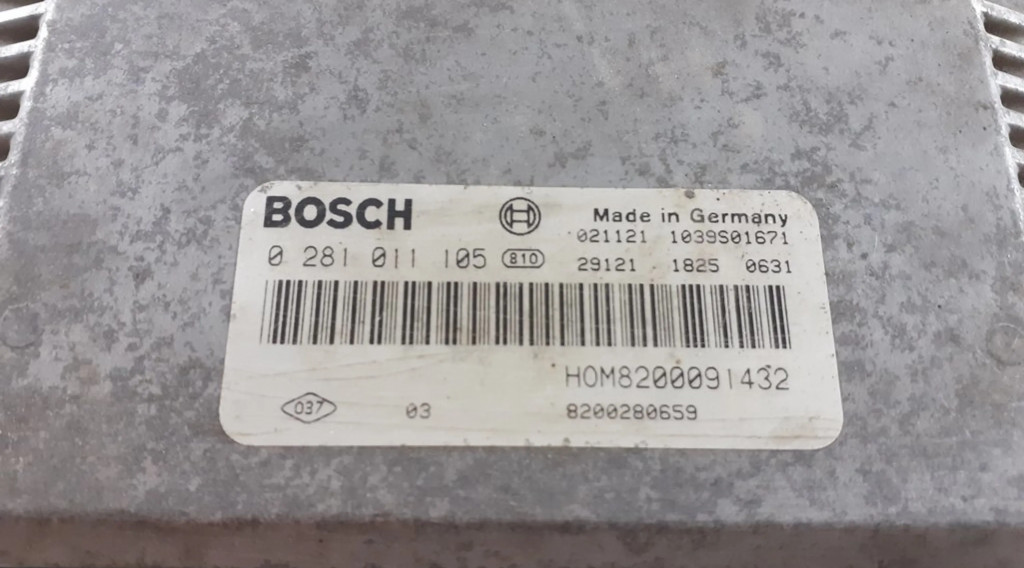 BOSCH
Made in Germany
021121 1039S01671
0 281 011 105 810
29121 1825 0631
HOM8200091432
037 03 8200280659